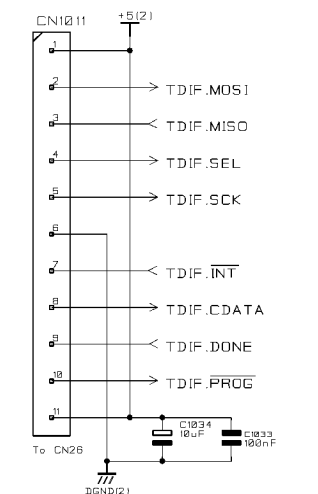 +5(2)
CN1011
1
2 TDIF.MOSI
3 TDIF.MISO
4 TDIF.SEL
5 TDIF.SCK
6
7 TDIF.INT
8 TDIF.CDATA
9 TDIF.DONE
10 TDIF.PROG
11
C1034
10uF
C1033
100nF
To CN26
DGND(2)